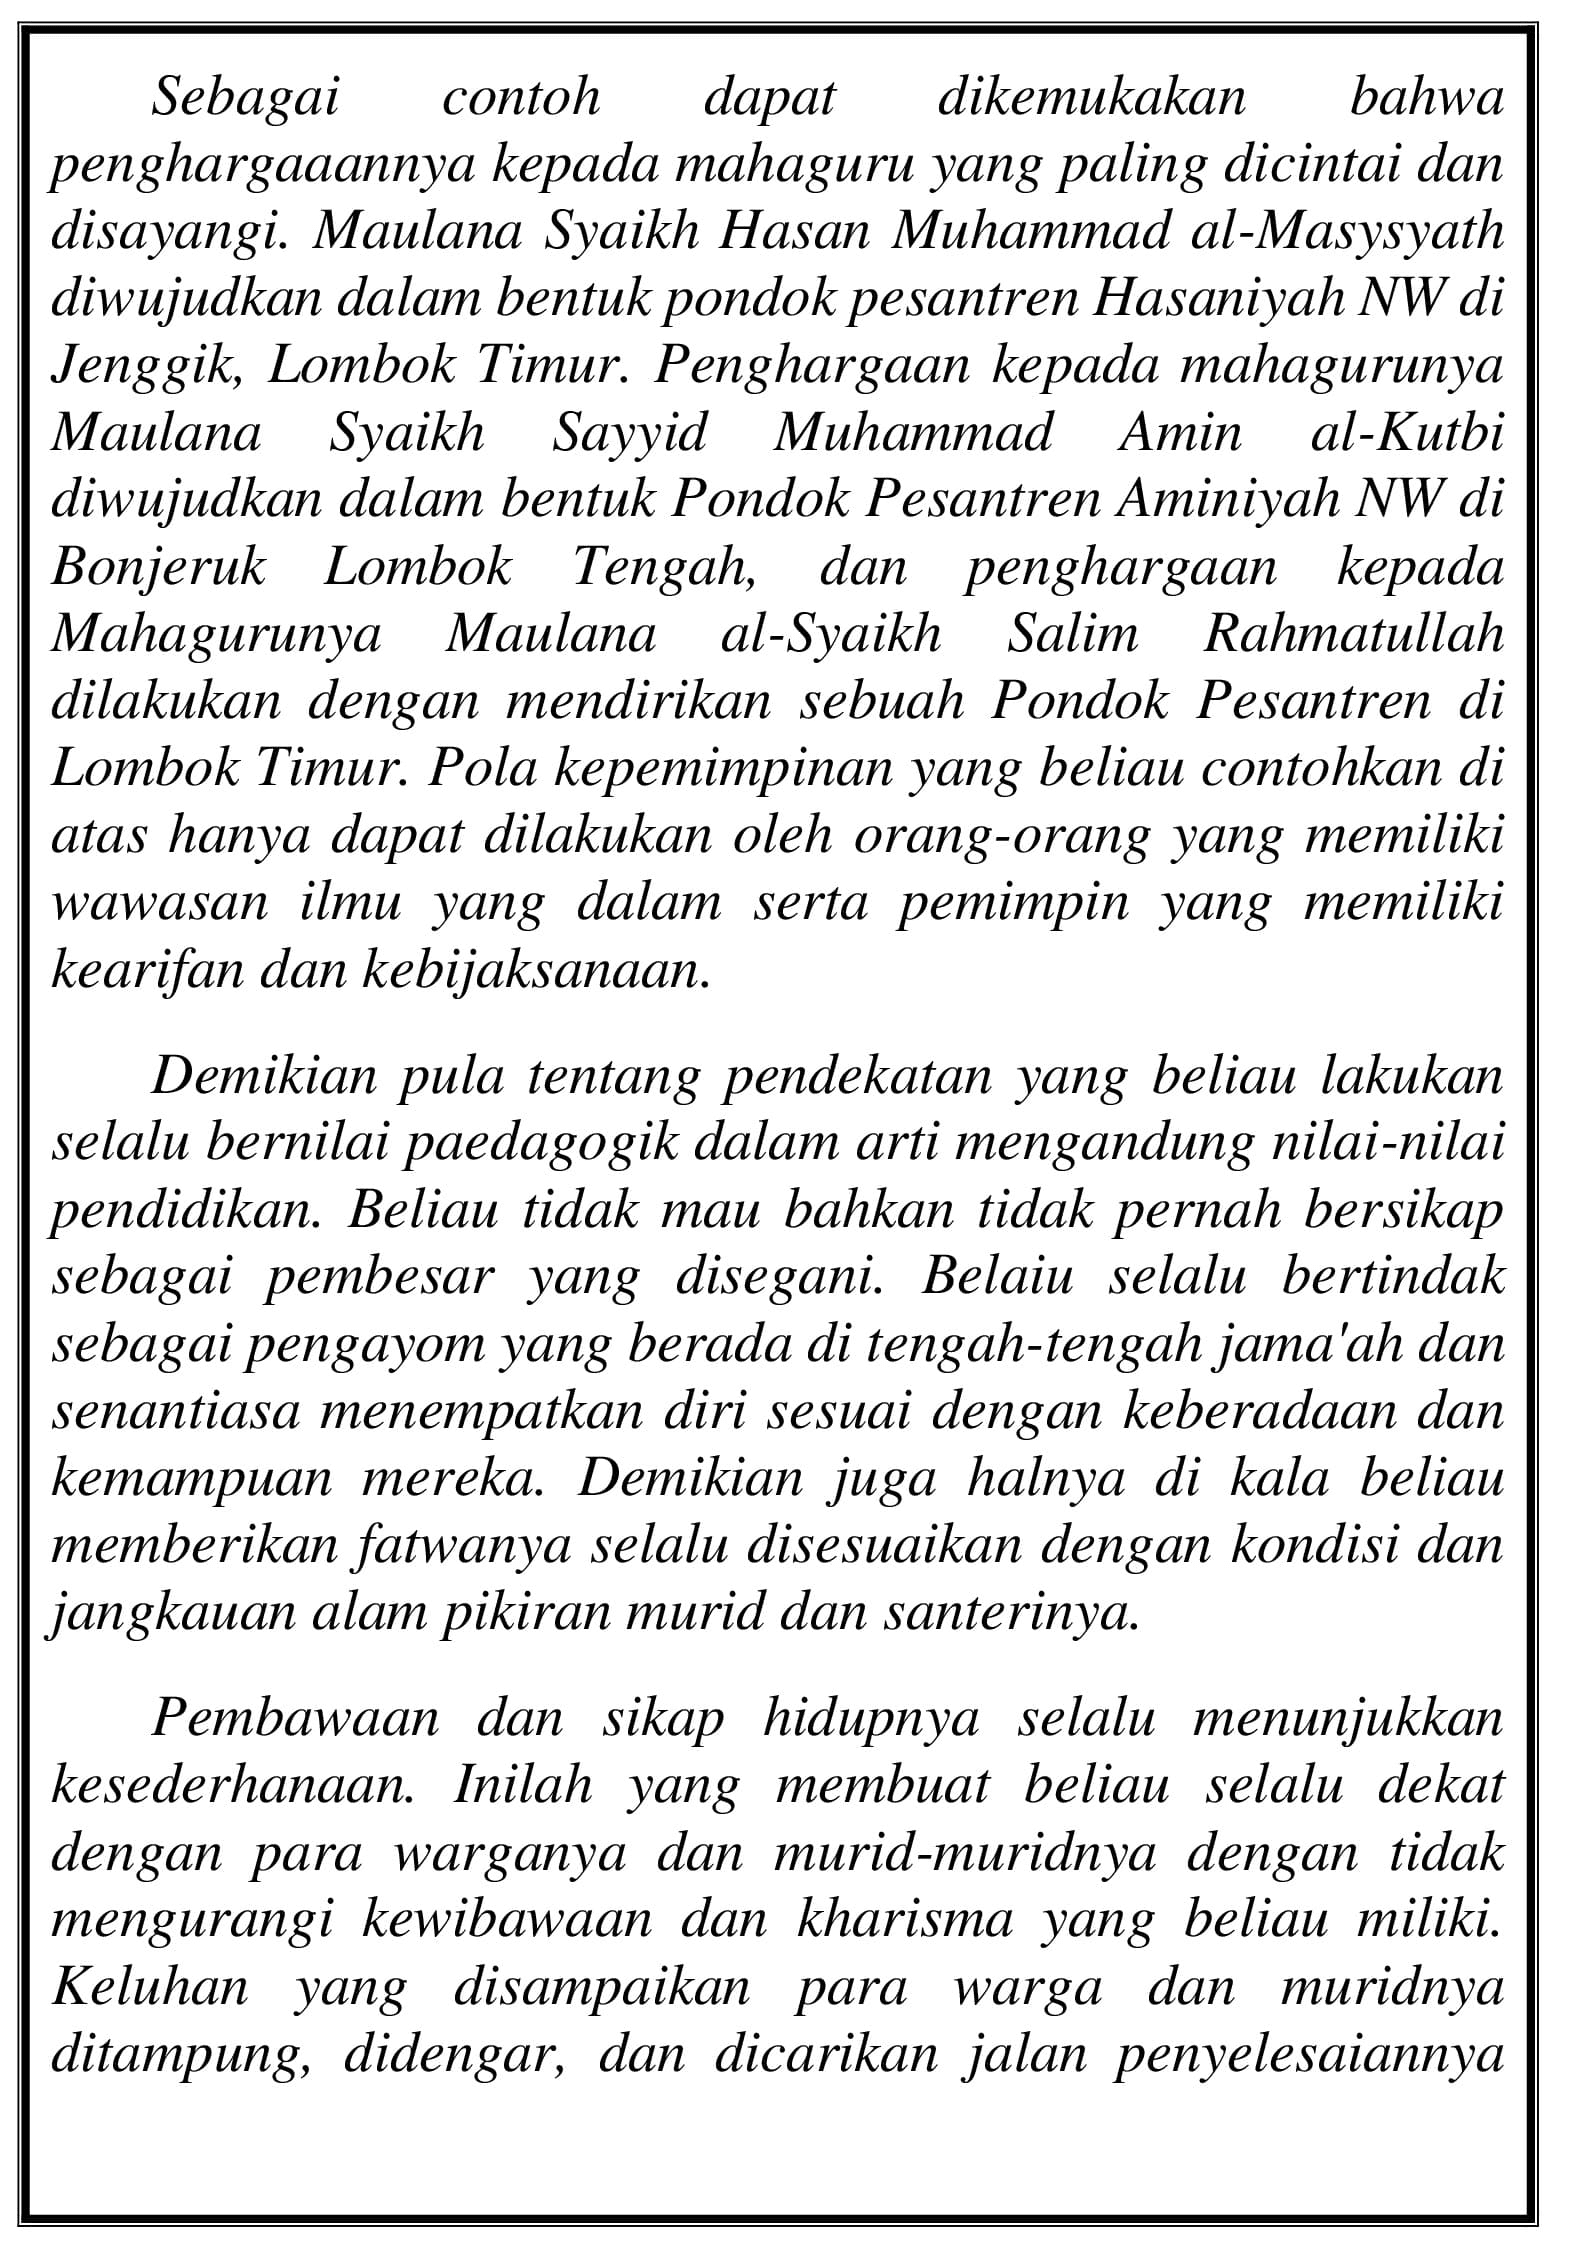 Sebagai contoh dapat dikemukakan bahwa
penghargaaannya kepada mahaguru yang paling dicintai dan
disayangi. Maulana Syaikh Hasan Muhammad al-Masysyath
diwujudkan dalam bentuk pondok pesantren Hasaniyah NW di
Jenggik, Lombok Timur. Penghargaan kepada mahagurunya
Maulana Syaikh Sayyid Muhammad Amin al-Kutbi
diwujudkan dalam bentuk Pondok Pesantren Aminiyah NW di
Bonjeruk Lombok Tengah, dan penghargaan kepada
Mahagurunya Maulana al-Syaikh Salim Rahmatullah
dilakukan dengan mendirikan sebuah Pondok Pesantren di
Lombok Timur. Pola kepemimpinan yang beliau contohkan di
atas hanya dapat dilakukan oleh orang-orang yang memiliki
wawasan ilmu yang dalam serta pemimpin yang memiliki
kearifan dan kebijaksanaan.
Demikian pula tentang pendekatan yang beliau lakukan
selalu bernilai paedagogik dalam arti mengandung nilai-nilai
pendidikan. Beliau tidak mau bahkan tidak pernah bersikap
sebagai pembesar yang disegani. Belaiu selalu bertindak
sebagai pengayom yang berada di tengah-tengah jama'ah dan
senantiasa menempatkan diri sesuai dengan keberadaan dan
kemampuan mereka. Demikian juga halnya di kala beliau
memberikan fatwanya selalu disesuaikan dengan kondisi dan
jangkauan alam pikiran murid dan santerinya.
Pembawaan dan sikap hidupnya selalu menunjukkan
kesederhanaan. Inilah yang membuat beliau selalu dekat
dengan para warganya dan murid-muridnya dengan tidak
mengurangi kewibawaan dan kharisma yang beliau miliki.
Keluhan yang disampaikan para warga dan muridnya
ditampung, didengar, dan dicarikan jalan penyelesaiannya